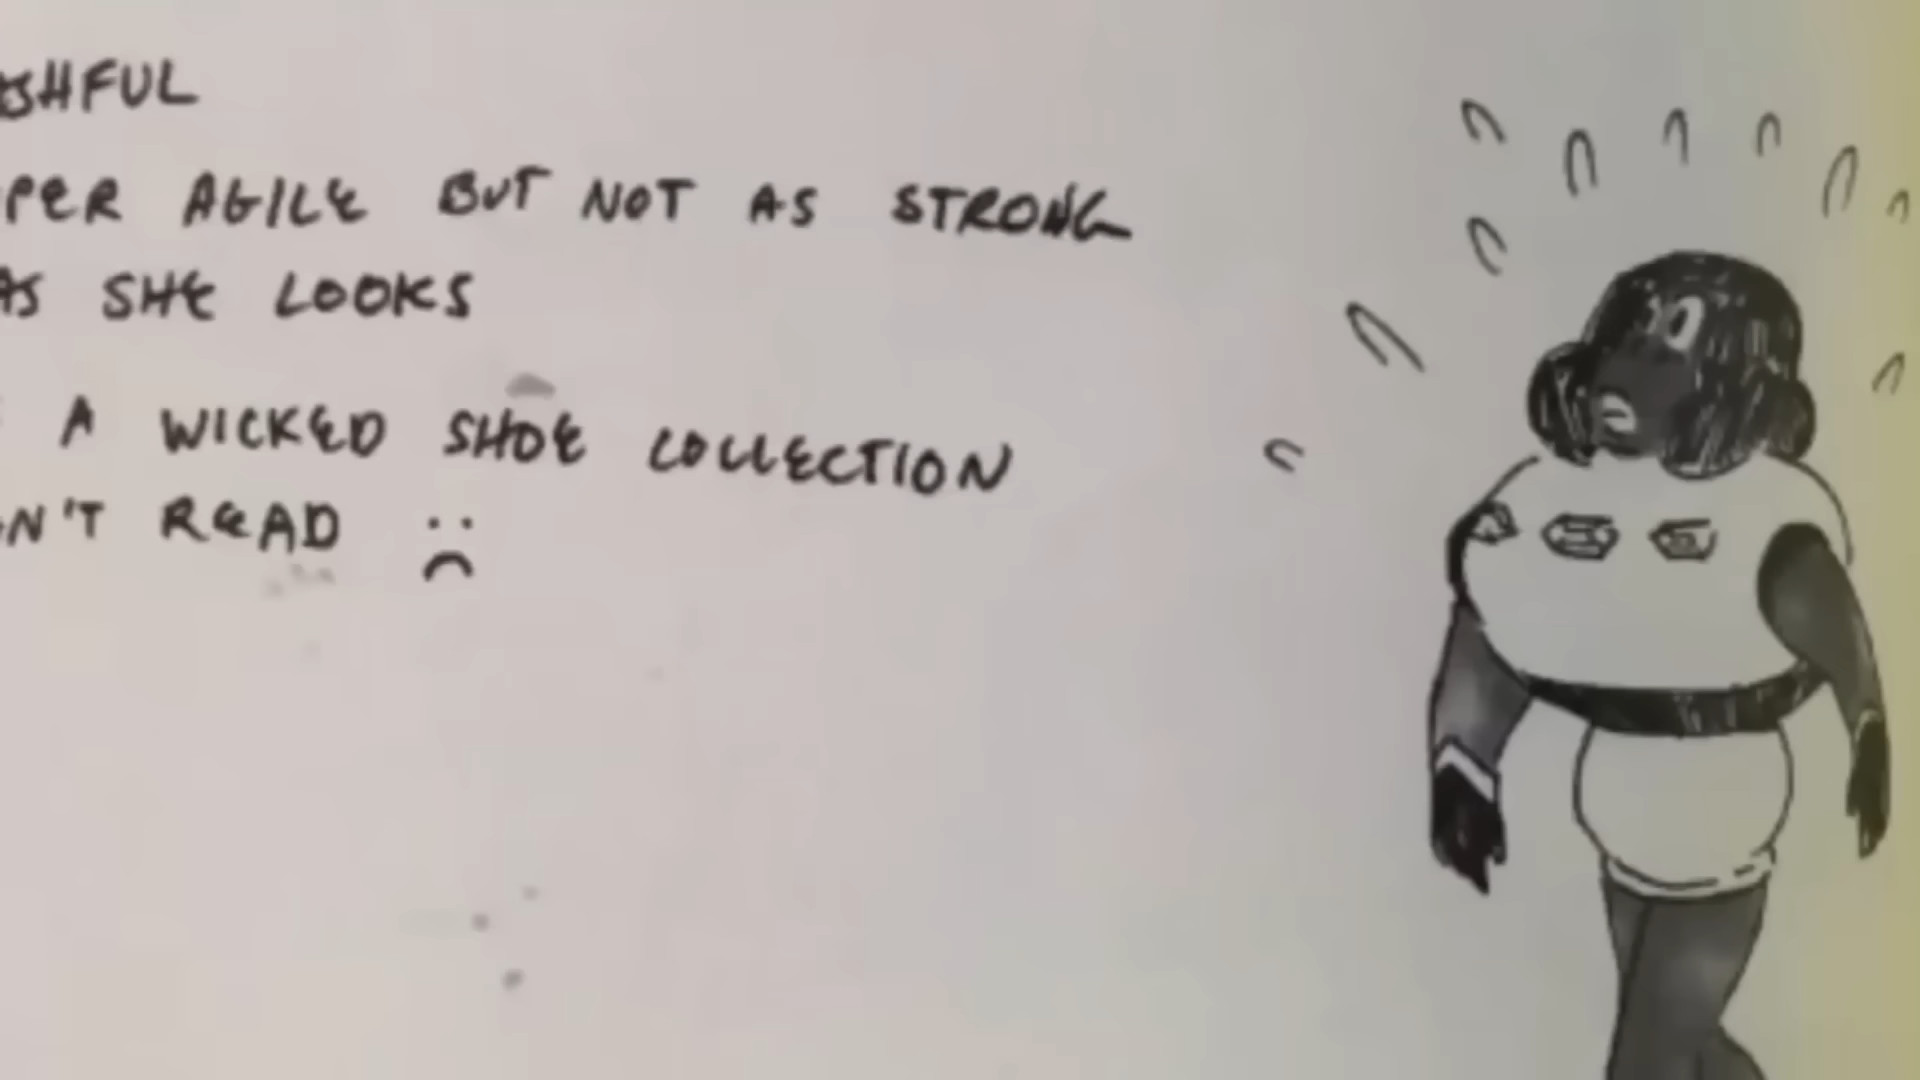 SHFUL
PER AGILE BUT NOT AS STRONG
AS SHE LOOKS
A WICKED SHOE COLLECTION
N'T READ :(